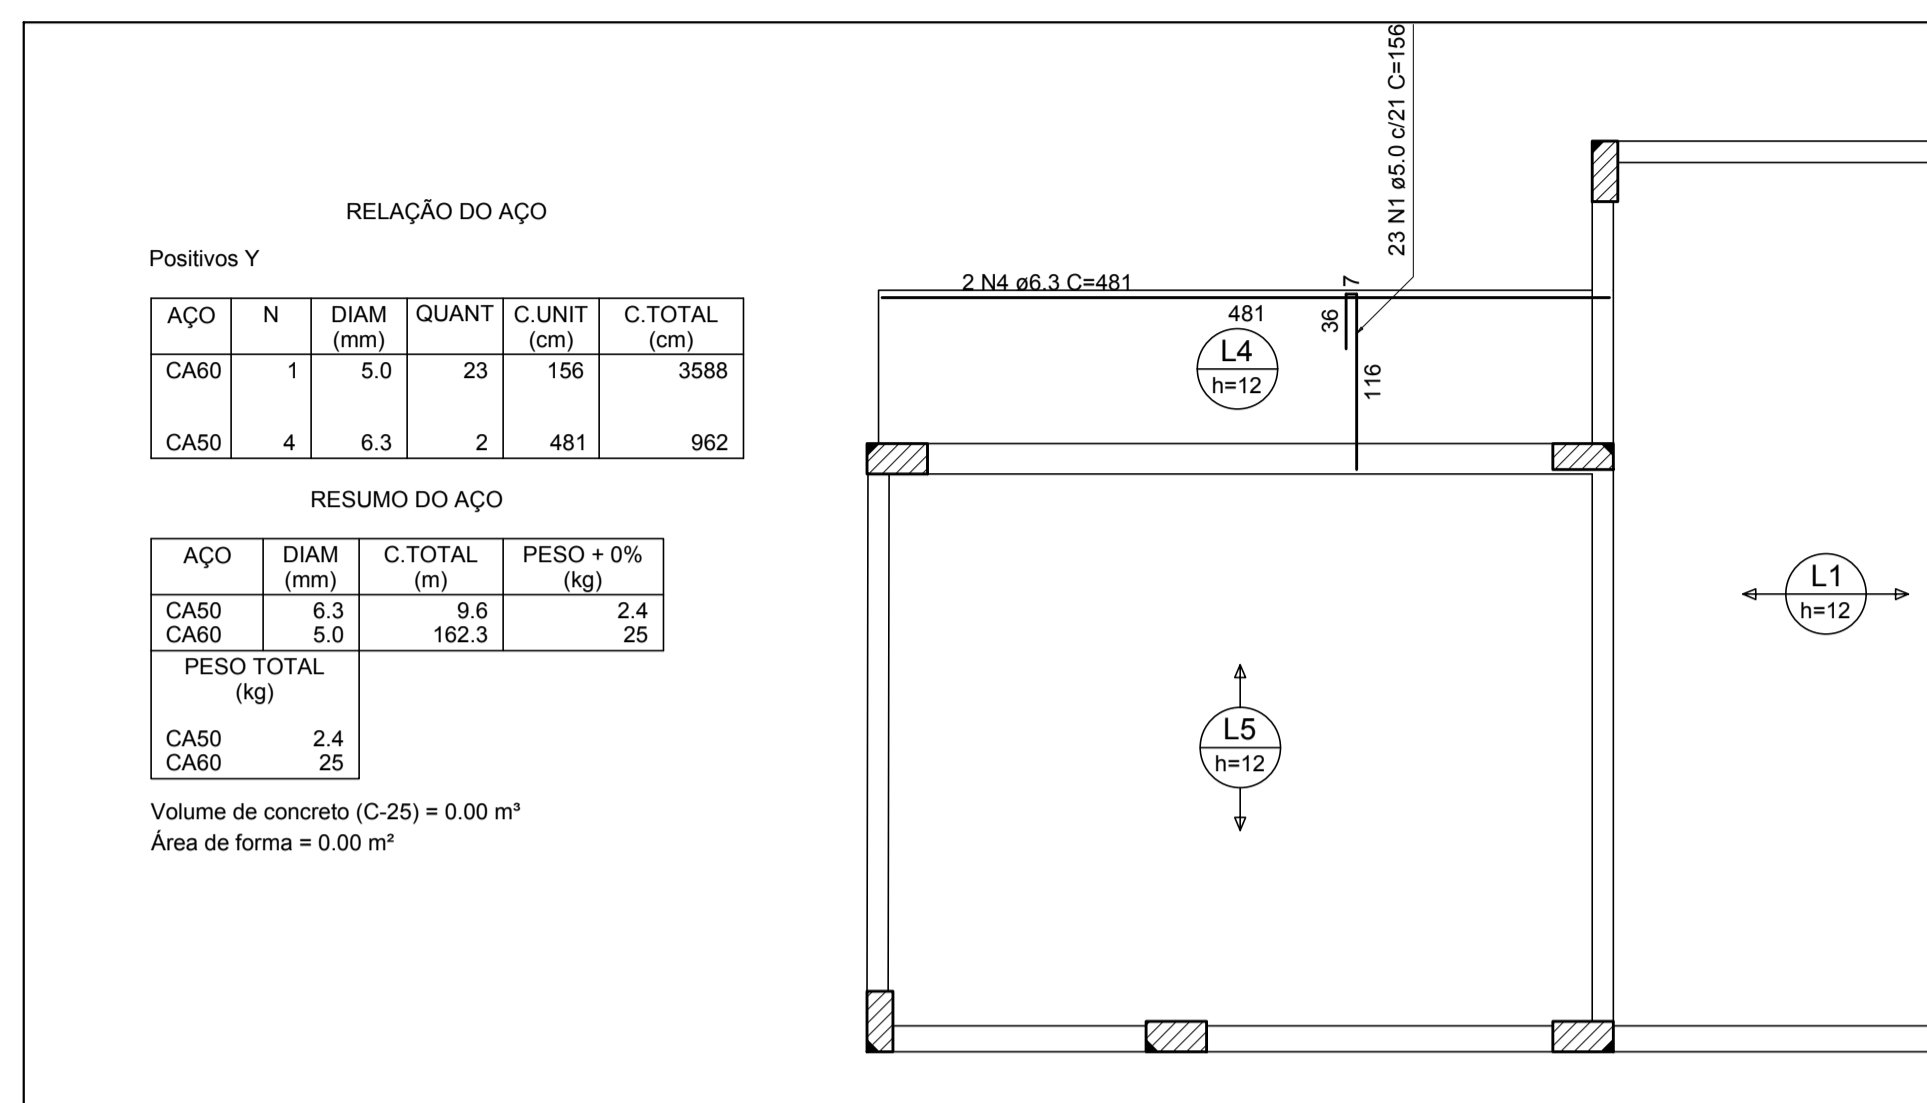 RELAÇÃO DO AÇO
Positivos Y
AÇO N DIAM QUANT C.UNIT C.TOTAL
(mm) (cm) (cm)
CA60 1 5.0 23 156 3588
CA50 4 6.3 2 481 962
RESUMO DO AÇO
AÇO DIAM C.TOTAL PESO + 0%
(mm) (m) (kg)
CA50 6.3 9.6 2.4
CA60 5.0 162.3 25
PESO TOTAL
(kg)
CA50 2.4
CA60 25
Volume de concreto (C-25) = 0.00 m³
Área de forma = 0.00 m²
23 N1 ø5.0 c/21 C=156
2 N4 ø6.3 C=481
7
481
36
116
L4
h=12
L1
h=12
L5
h=12